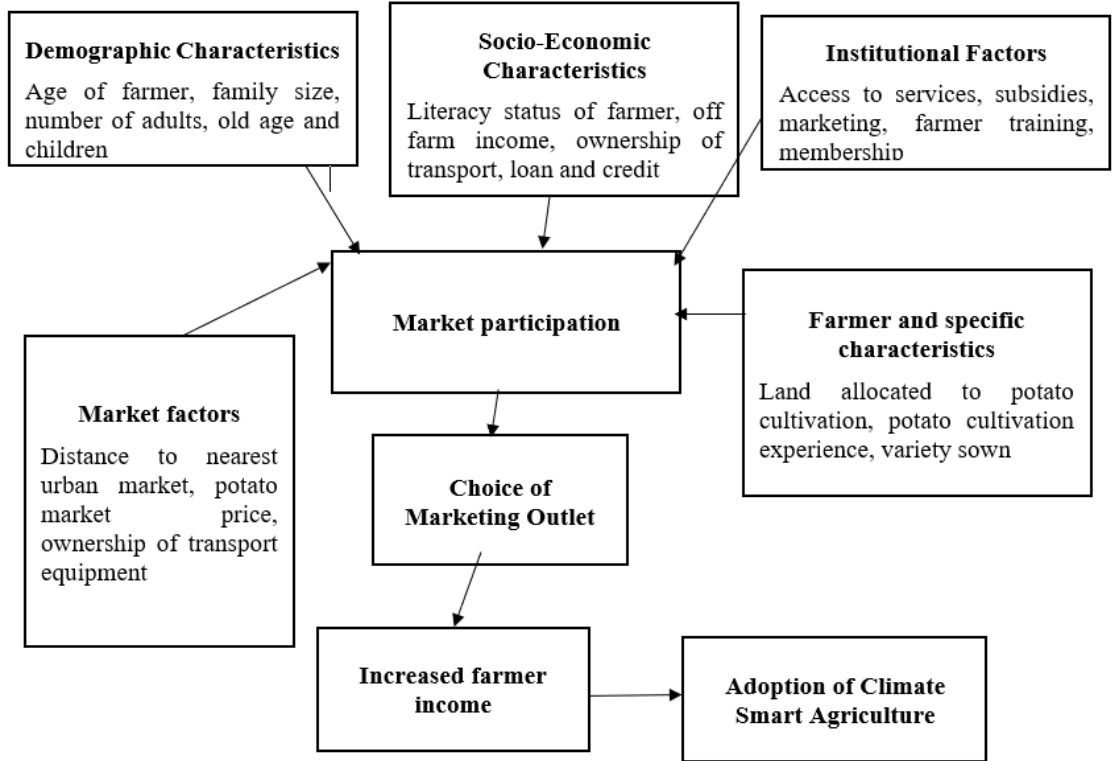 Demographic Characteristics
Age of farmer, family size,
number of adults, old age and
children
Socio-Economic
Characteristics
Literacy status of farmer, off
farm income, ownership of
transport, loan and credit
Institutional Factors
Access to services, subsidies,
marketing, farmer training,
membership
Market participation
Farmer and specific
characteristics
Land allocated to potato
cultivation, potato cultivation
experience, variety sown
Market factors
Distance to nearest
urban market, potato
market price,
ownership of transport
equipment
Choice of
Marketing Outlet
Increased farmer
income
Adoption of Climate
Smart Agriculture